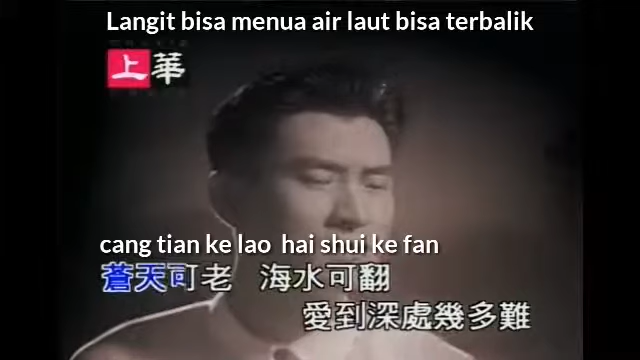 Langit bisa menua air laut bisa terbalik
上華
cang tian ke lao hai shui ke fan
蒼天可老 海水可翻
愛到深處幾多難